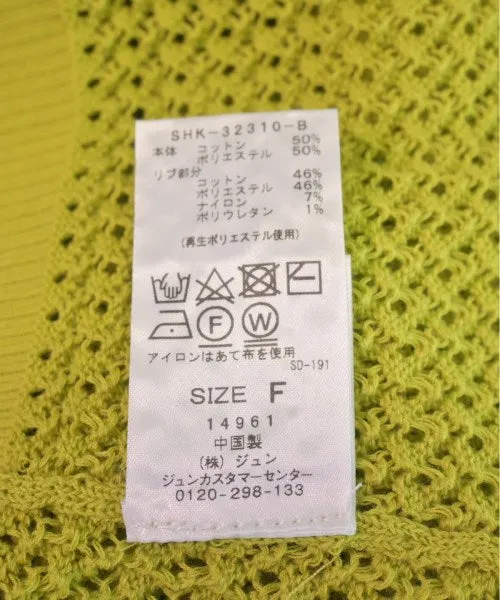 SHK-32310-B
本体 コットン 50%
ポリエステル 50%
リブ部分
コットン 46%
ポリエステル 46%
ナイロン 7%
ポリウレタン 1%
(再生ポリエステル使用)
F W
アイロンはあて布を使用
SD-191
SIZE F
14961
中国製
(株) ジュン
ジュンカスタマーセンター
0120-298-133